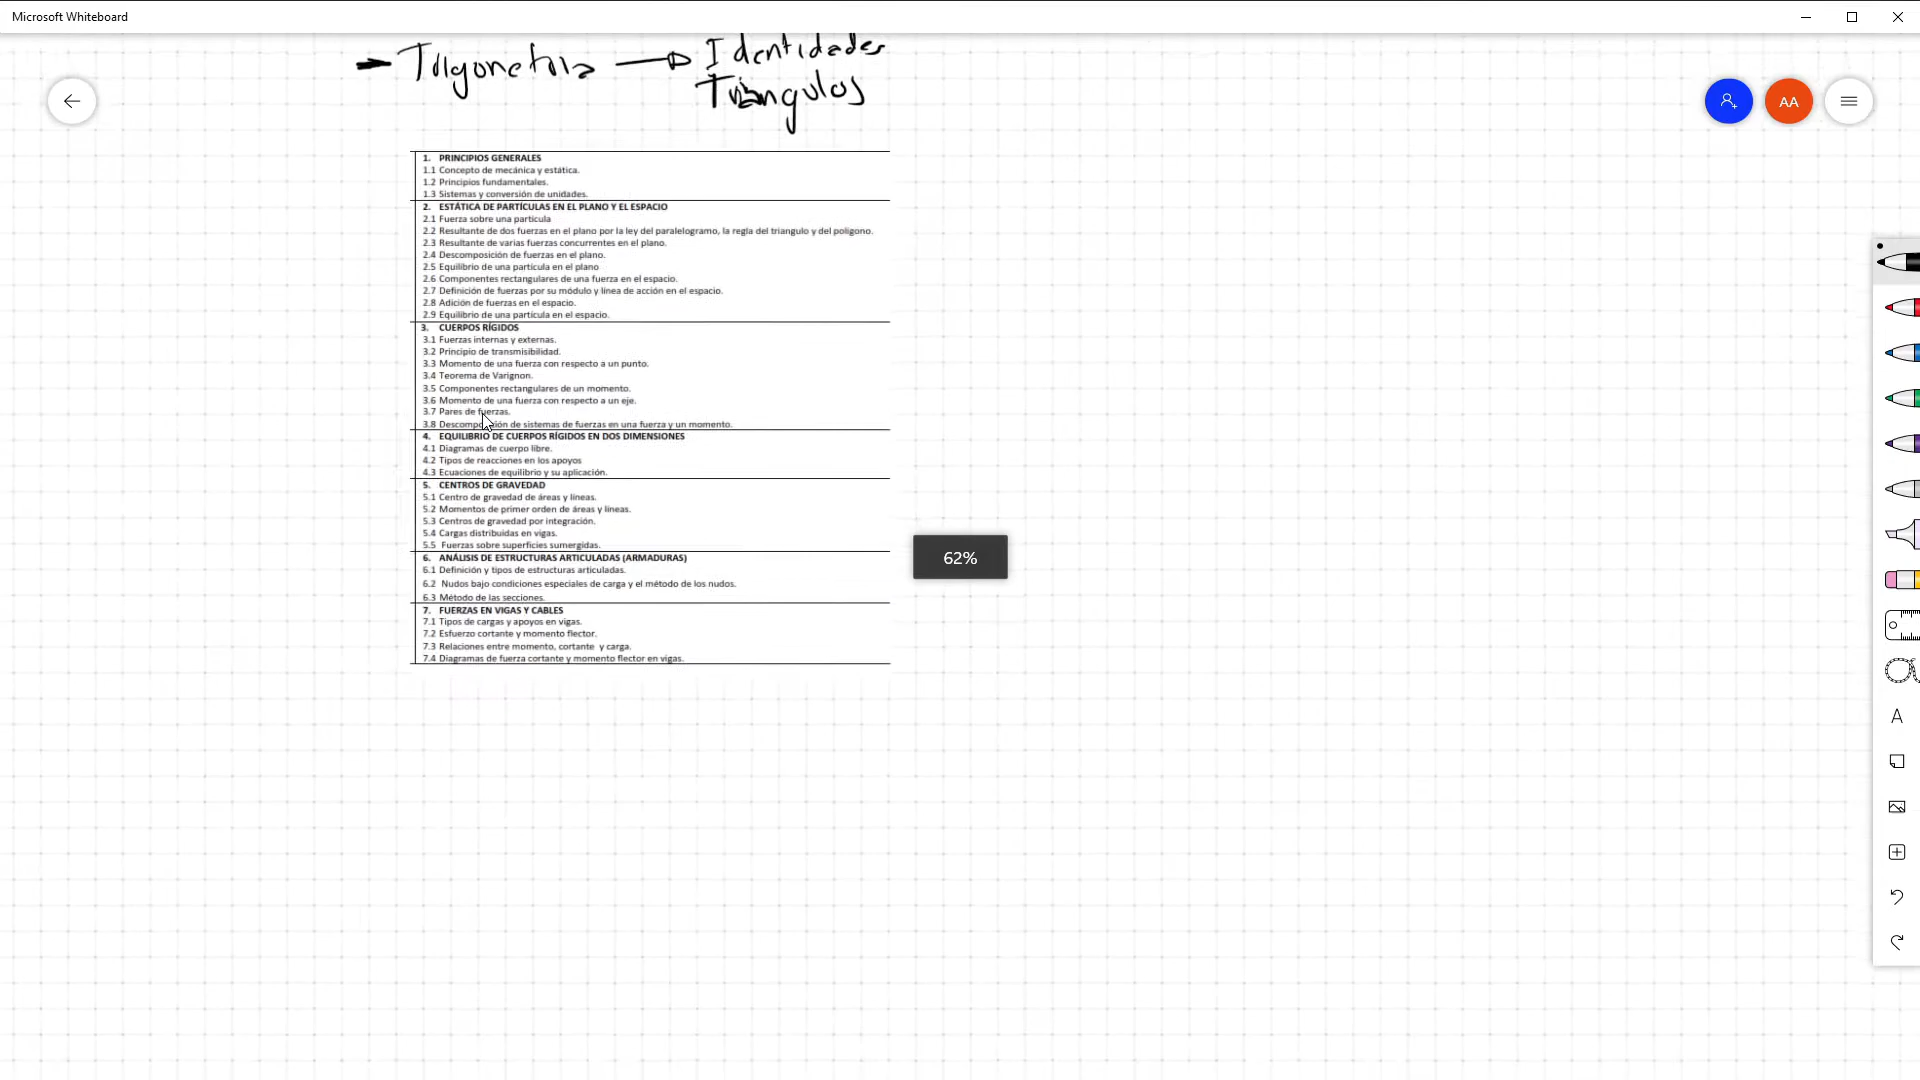 Microsoft Whiteboard
Trigonometria → Identidades
Triángulos
AA
1. PRINCIPIOS GENERALES
1.1 Concepto de mecánica y estática.
1.2 Principios fundamentales.
1.3 Sistemas y conversión de unidades.
2. ESTÁTICA DE PARTÍCULAS EN EL PLANO Y EL ESPACIO
2.1 Fuerza sobre una partícula
2.2 Resultante de dos fuerzas en el plano por la ley del paralelogramo, la regla del triangulo y del polígono.
2.3 Resultante de varias fuerzas concurrentes en el plano.
2.4 Descomposición de fuerzas en el plano.
2.5 Equilibrio de una partícula en el plano
2.6 Componentes rectangulares de una fuerza en el espacio.
2.7 Definición de fuerzas por su módulo y línea de acción en el espacio.
2.8 Adición de fuerzas en el espacio.
2.9 Equilibrio de una partícula en el espacio.
3. CUERPOS RÍGIDOS
3.1 Fuerzas internas y externas.
3.2 Principio de transmisibilidad.
3.3 Momento de una fuerza con respecto a un punto.
3.4 Teorema de Varignon.
3.5 Componentes rectangulares de un momento.
3.6 Momento de una fuerza con respecto a un eje.
3.7 Pares de fuerzas.
3.8 Descomposición de sistemas de fuerzas en una fuerza y un momento.
4. EQUILIBRIO DE CUERPOS RÍGIDOS EN DOS DIMENSIONES
4.1 Diagramas de cuerpo libre.
4.2 Tipos de reacciones en los apoyos
4.3 Ecuaciones de equilibrio y su aplicación.
5. CENTROS DE GRAVEDAD
5.1 Centro de gravedad de áreas y líneas.
5.2 Momentos de primer orden de áreas y líneas.
5.3 Centros de gravedad por integración.
5.4 Cargas distribuidas en vigas.
5.5 Fuerzas sobre superficies sumergidas.
6. ANÁLISIS DE ESTRUCTURAS ARTICULADAS (ARMADURAS)
6.1 Definición y tipos de estructuras articuladas.
6.2 Nudos bajo condiciones especiales de carga y el método de los nudos.
6.3 Método de las secciones.
7. FUERZAS EN VIGAS Y CABLES
7.1 Tipos de cargas y apoyos en vigas.
7.2 Esfuerzo cortante y momento flector.
7.3 Relaciones entre momento, cortante y carga.
7.4 Diagramas de fuerza cortante y momento flector en vigas.
62%